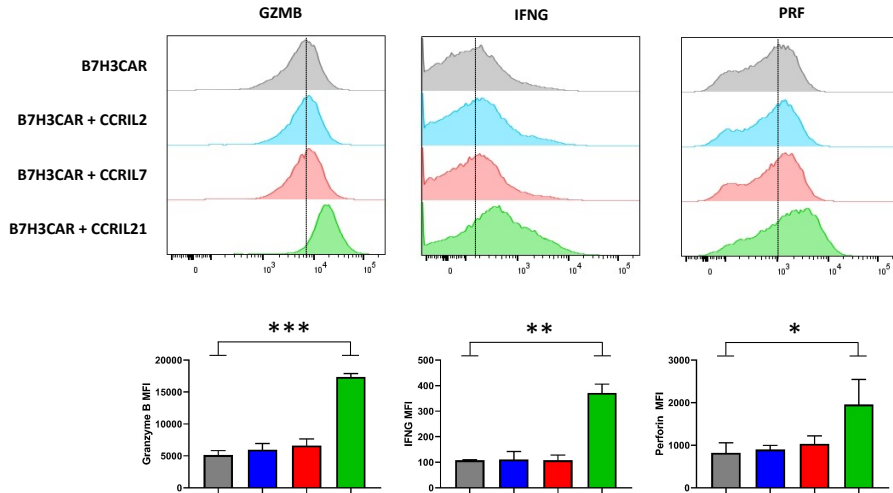 GZMB IFNG PRF
B7H3CAR
B7H3CAR + CCRIL2
B7H3CAR + CCRIL7
B7H3CAR + CCRIL21
0 10³ 10⁴ 10⁵ 0 10³ 10⁴ 10⁵ 0 10³ 10⁴ 10⁵
*** ** *
Granzyme B MFI
20000
15000
10000
5000
0
IFNG MFI
500
400
300
200
100
0
Perforin MFI
3000
2000
1000
0